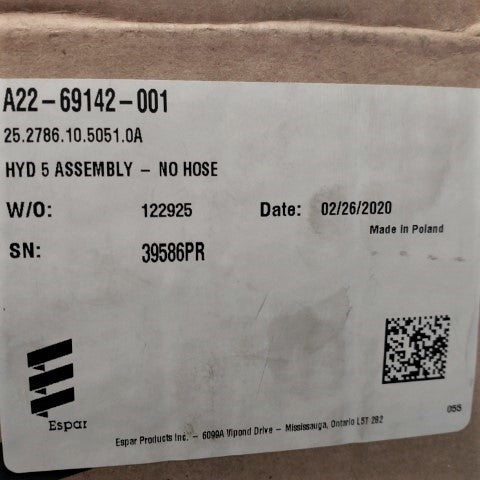 A22-69142-001
25.2786.10.5051.0A
HYD 5 ASSEMBLY - NO HOSE
W/O: 122925 Date: 02/26/2020
Made in Poland
SN: 39586PR
Espar
Espar Products Inc. - 6099A Vipond Drive - Mississauga, Ontario L5T 2B2
055